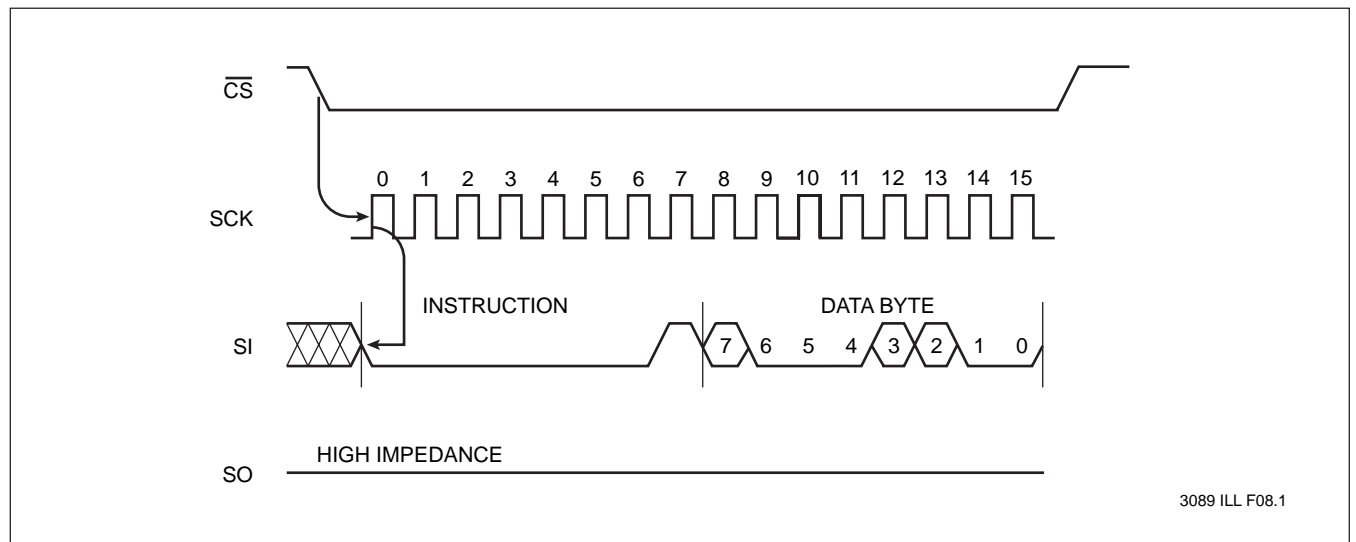 CS
0 1 2 3 4 5 6 7 8 9 10 11 12 13 14 15
SCK
INSTRUCTION DATA BYTE
SI 7 6 5 4 3 2 1 0
HIGH IMPEDANCE
SO
3089 ILL F08.1